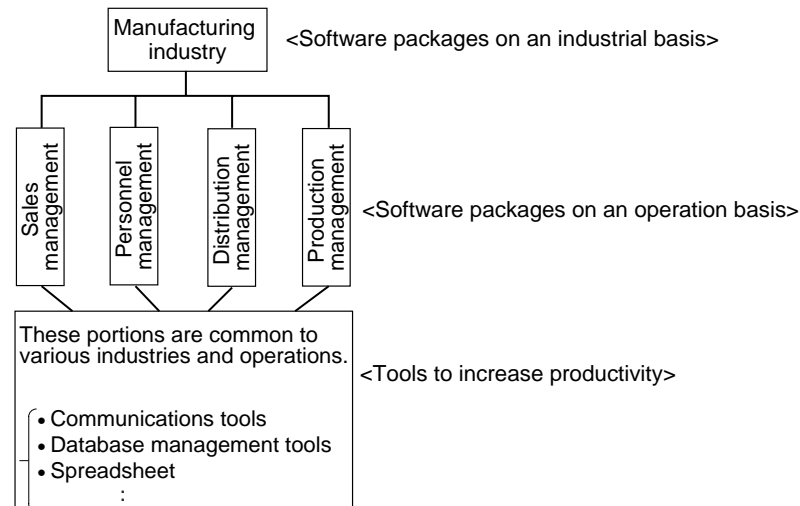 Manufacturing
industry
<Software packages on an industrial basis>
Sales
management
Personnel
management
Distribution
management
Production
management
<Software packages on an operation basis>
These portions are common to
various industries and operations.
<Tools to increase productivity>
• Communications tools
• Database management tools
• Spreadsheet
: